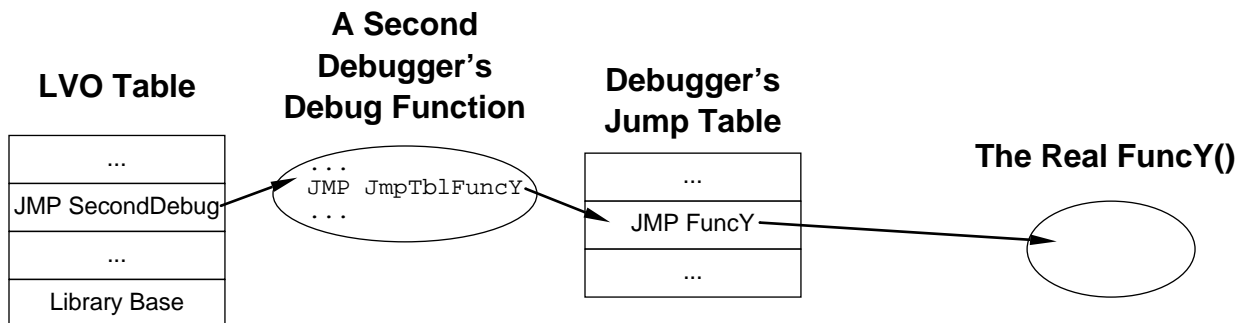 LVO Table
...
JMP SecondDebug
...
Library Base
A Second
Debugger’s
Debug Function
...
JMP JmpTblFuncY
...
Debugger’s
Jump Table
...
JMP FuncY
...
The Real FuncY()